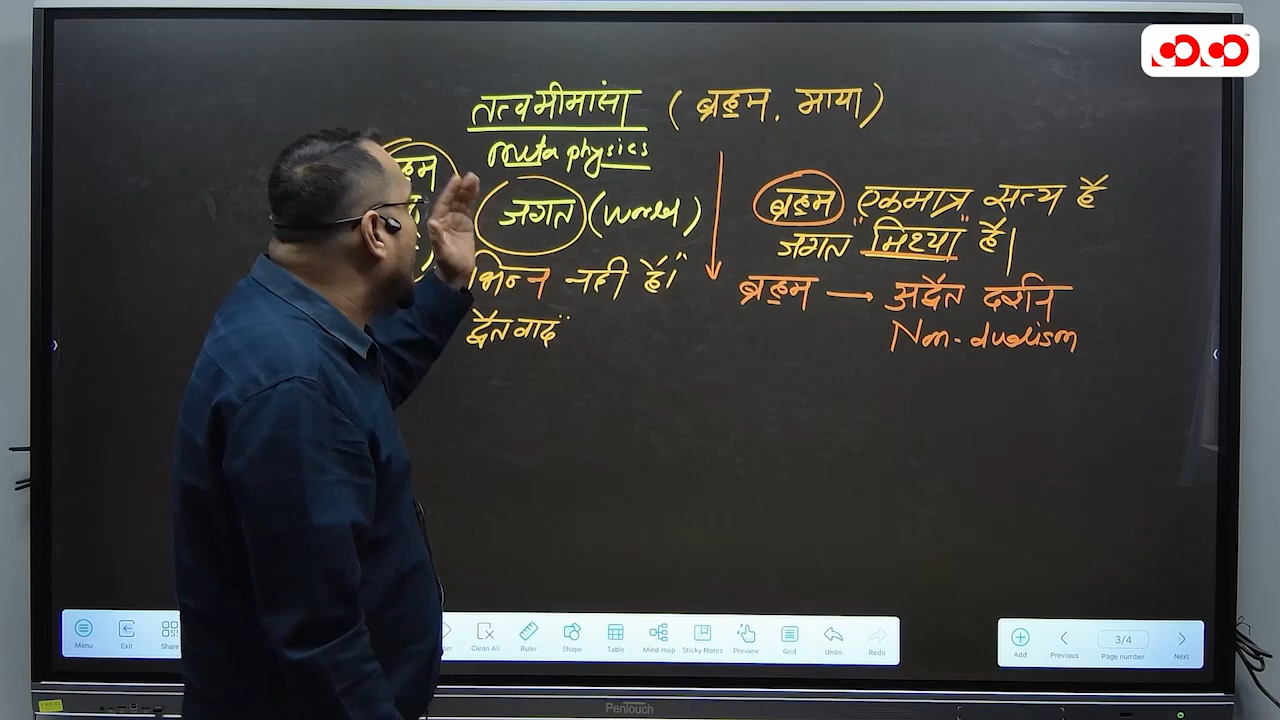 तत्वमीमांसा ( ब्रह्म, माया )
Metaphysics
जगत (World)
भिन्न नही है।"
द्वैतवाद"
ब्रह्म एकमात्र सत्य है
जगत "मिथ्या" है।
ब्रह्म → अद्वैत दर्शन
Non-dualism
Menu Exit Share Clean All Ruler Shape Table Mind map Sticky-Notes Preview Grid Undo Redo
Add Previous 3/4 Page number Next
PenTouch